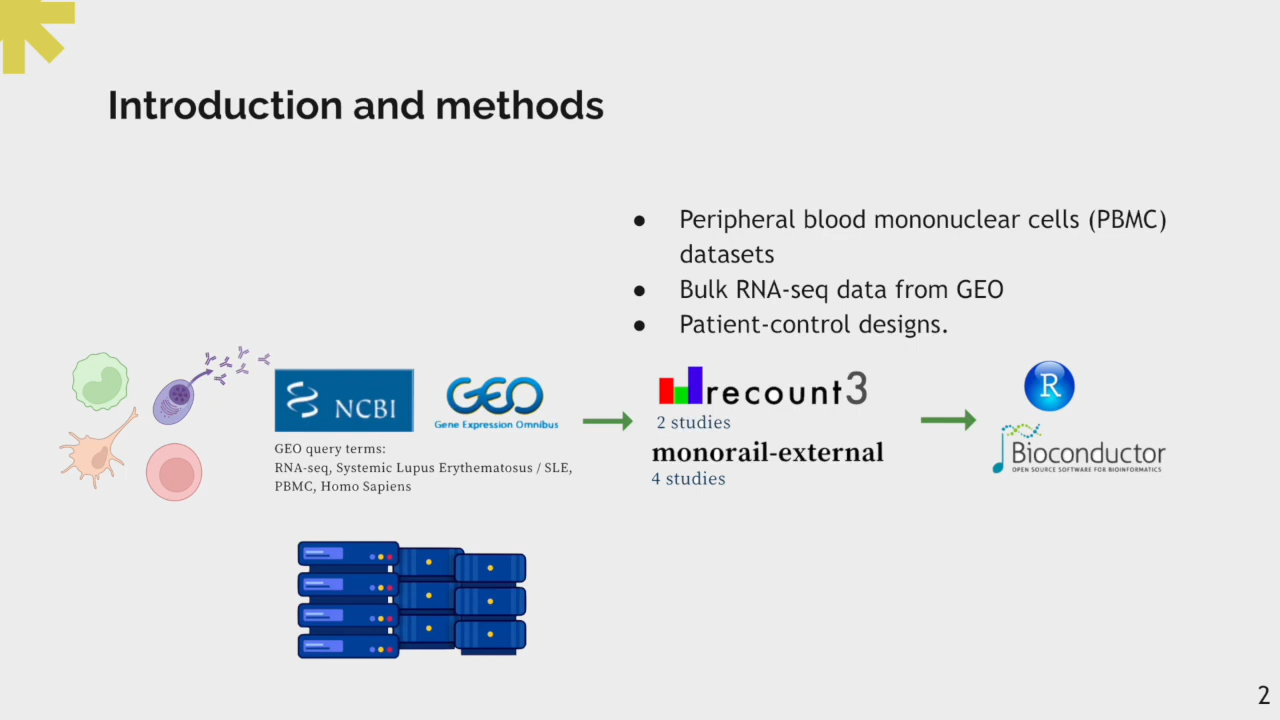 Introduction and methods
● Peripheral blood mononuclear cells (PBMC)
datasets
● Bulk RNA-seq data from GEO
● Patient-control designs.
NCBI
GEO
Gene Expression Omnibus
GEO query terms:
RNA-seq, Systemic Lupus Erythematosus / SLE,
PBMC, Homo Sapiens
recount3
2 studies
monorail-external
4 studies
R
Bioconductor
OPEN SOURCE SOFTWARE FOR BIOINFORMATICS
2